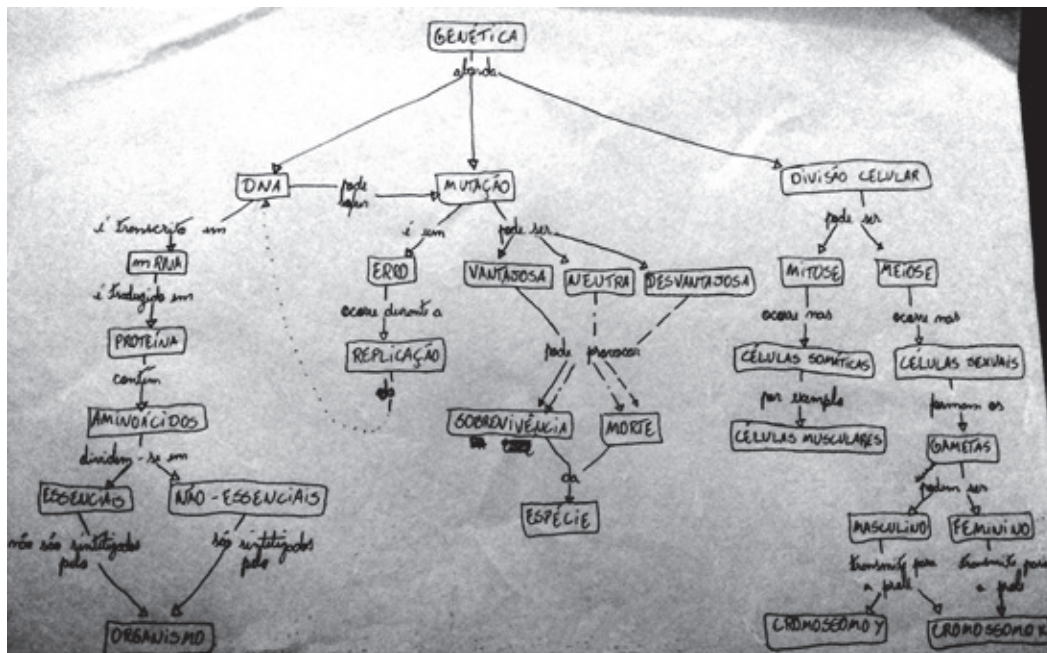 GENÉTICA
aborda
DNA
pode sofrer
MUTAÇÃO
DIVISÃO CELULAR
é transcrito em
é um
pode ser
pode ser
mRNA
ERRO
VANTAJOSA
NEUTRA
DESVANTAJOSA
MITOSE
MEIOSE
é traduzido em
ocorre durante a
ocorre nas
ocorre nas
PROTEÍNA
REPLICAÇÃO
pode provocar
CÉLULAS SOMÁTICAS
CÉLULAS SEXUAIS
contém
do
por exemplo
formam os
AMINOÁCIDOS
SOBREVIVÊNCIA
MORTE
CÉLULAS MUSCULARES
GAMETAS
dividem-se em
da
podem ser
ESSENCIAIS
NÃO-ESSENCIAIS
ESPÉCIE
MASCULINO
FEMININO
não são sintetizados
pelo
são sintetizados
pelo
transmite para
a prole
transmite para
a prole
ORGANISMO
CROMOSSOMO Y
CROMOSSOMO X